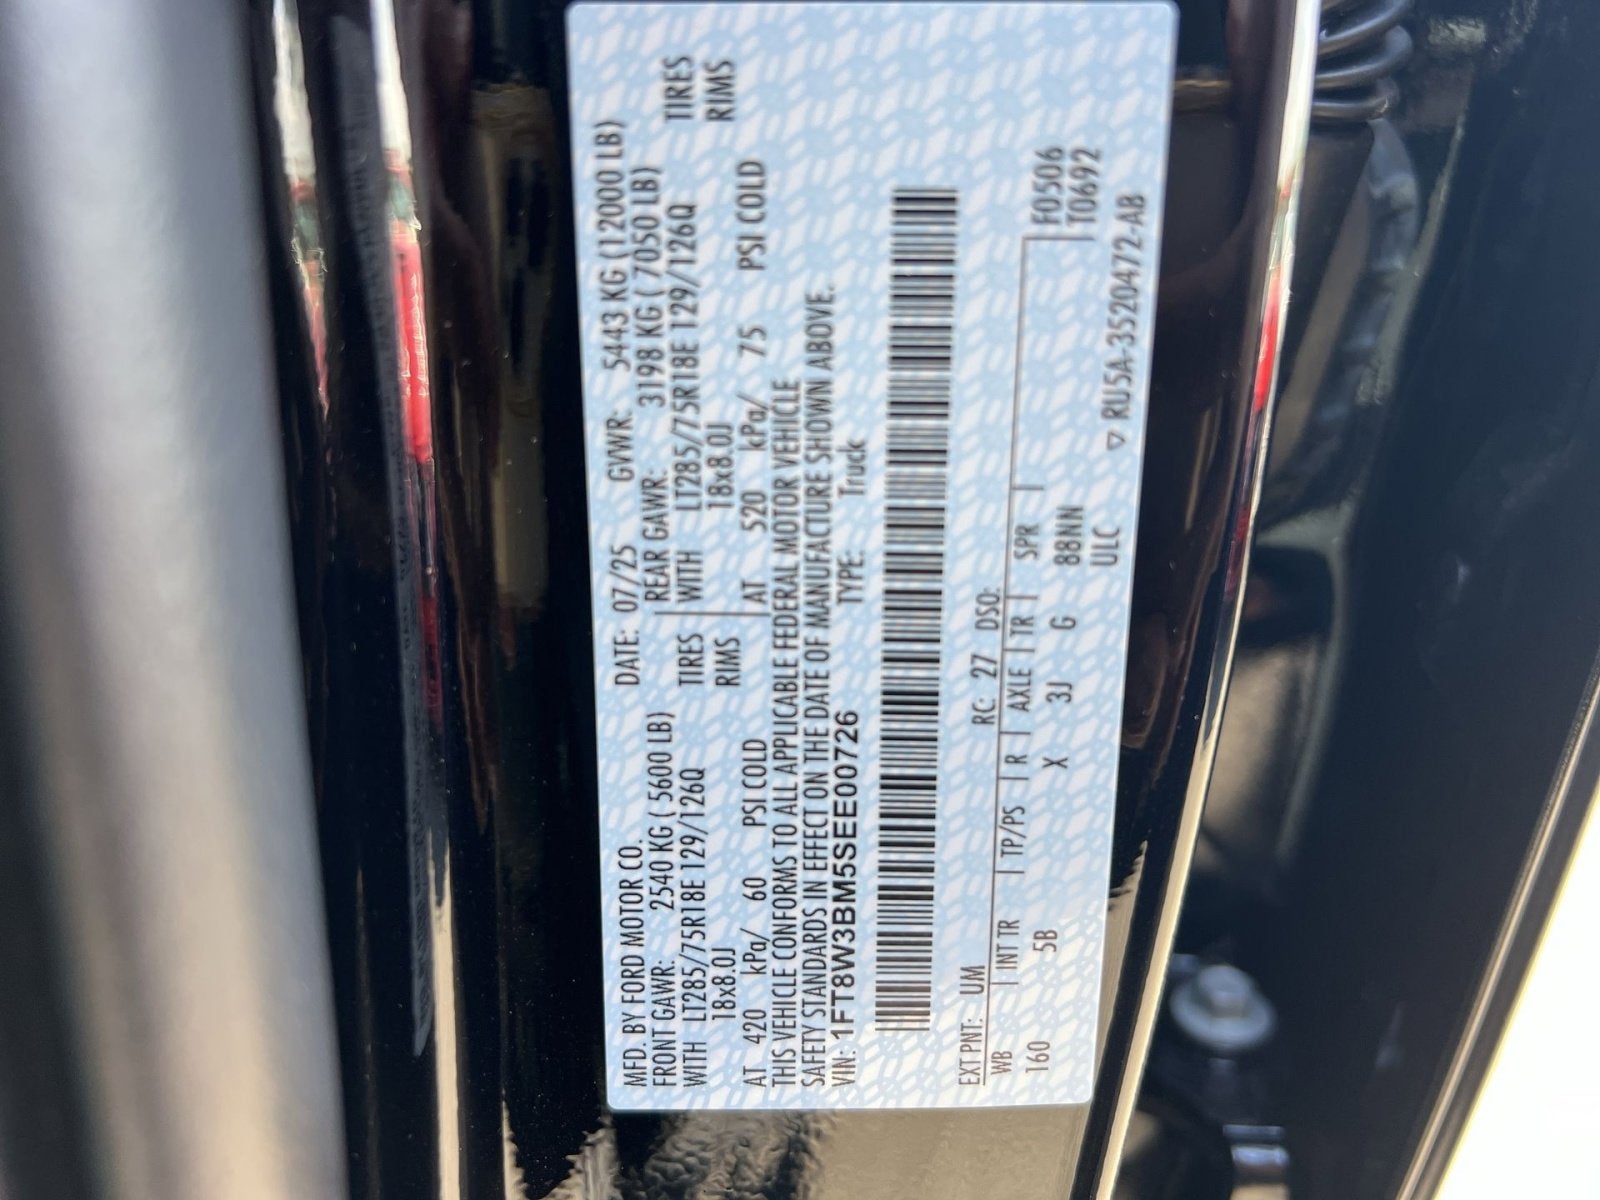 MFD. BY FORD MOTOR CO.
DATE: 07/25 GVWR: 5443 KG (12000 LB)
FRONT GAWR: 2540 KG ( 5600 LB)
REAR GAWR: 3198 KG ( 7050 LB)
WITH LT285/75R18E 129/126Q TIRES
WITH LT285/75R18E 129/126Q TIRES
18x8.0J RIMS
18x8.0J RIMS
AT 420 kPa/ 60 PSI COLD
AT 520 kPa/ 75 PSI COLD
THIS VEHICLE CONFORMS TO ALL APPLICABLE FEDERAL MOTOR VEHICLE
SAFETY STANDARDS IN EFFECT ON THE DATE OF MANUFACTURE SHOWN ABOVE.
VIN: 1FT8W3BM5SEE00726 TYPE: Truck
EXT PNT: UM RC: 27 DSO:
WB INT TR TP/PS R AXLE TR SPR F0506
160 5B X 3J G 88NN T0692
ULC
▽ RU5A-3520472-AB